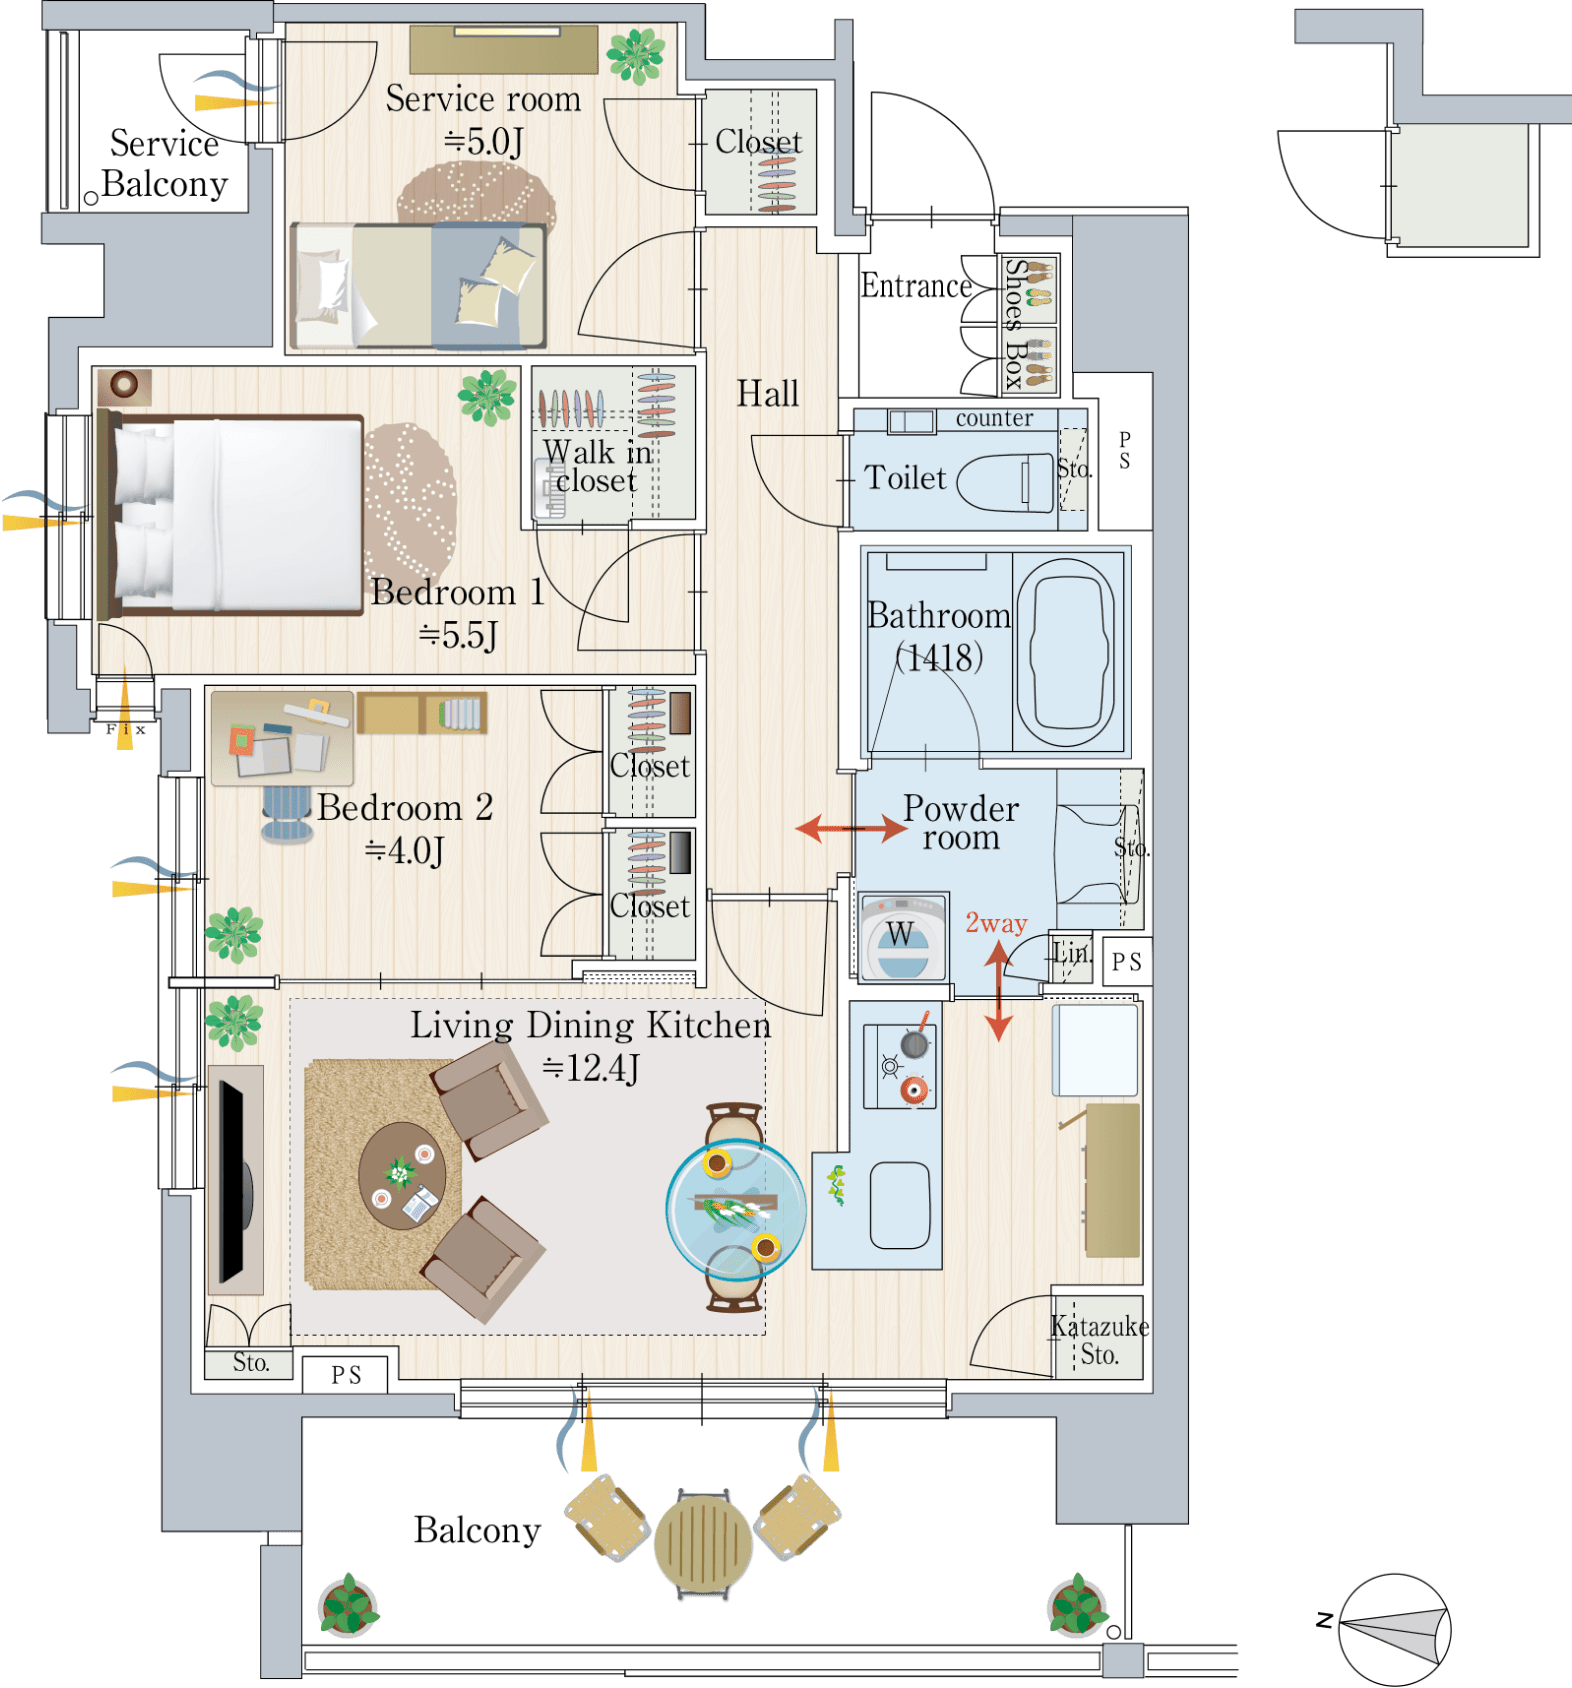 Service room
≒5.0J
Service
Balcony
Closet
Entrance
Shoes Box
Hall
counter
Toilet
Sto.
PS
Walk in
closet
Bedroom 1
≒5.5J
Bathroom
(1418)
Fix
Closet
Bedroom 2
≒4.0J
Powder
room
Sto.
Closet
W
2way
Lin.
PS
Living Dining Kitchen
≒12.4J
Katazuke
Sto.
Sto.
PS
Balcony
N